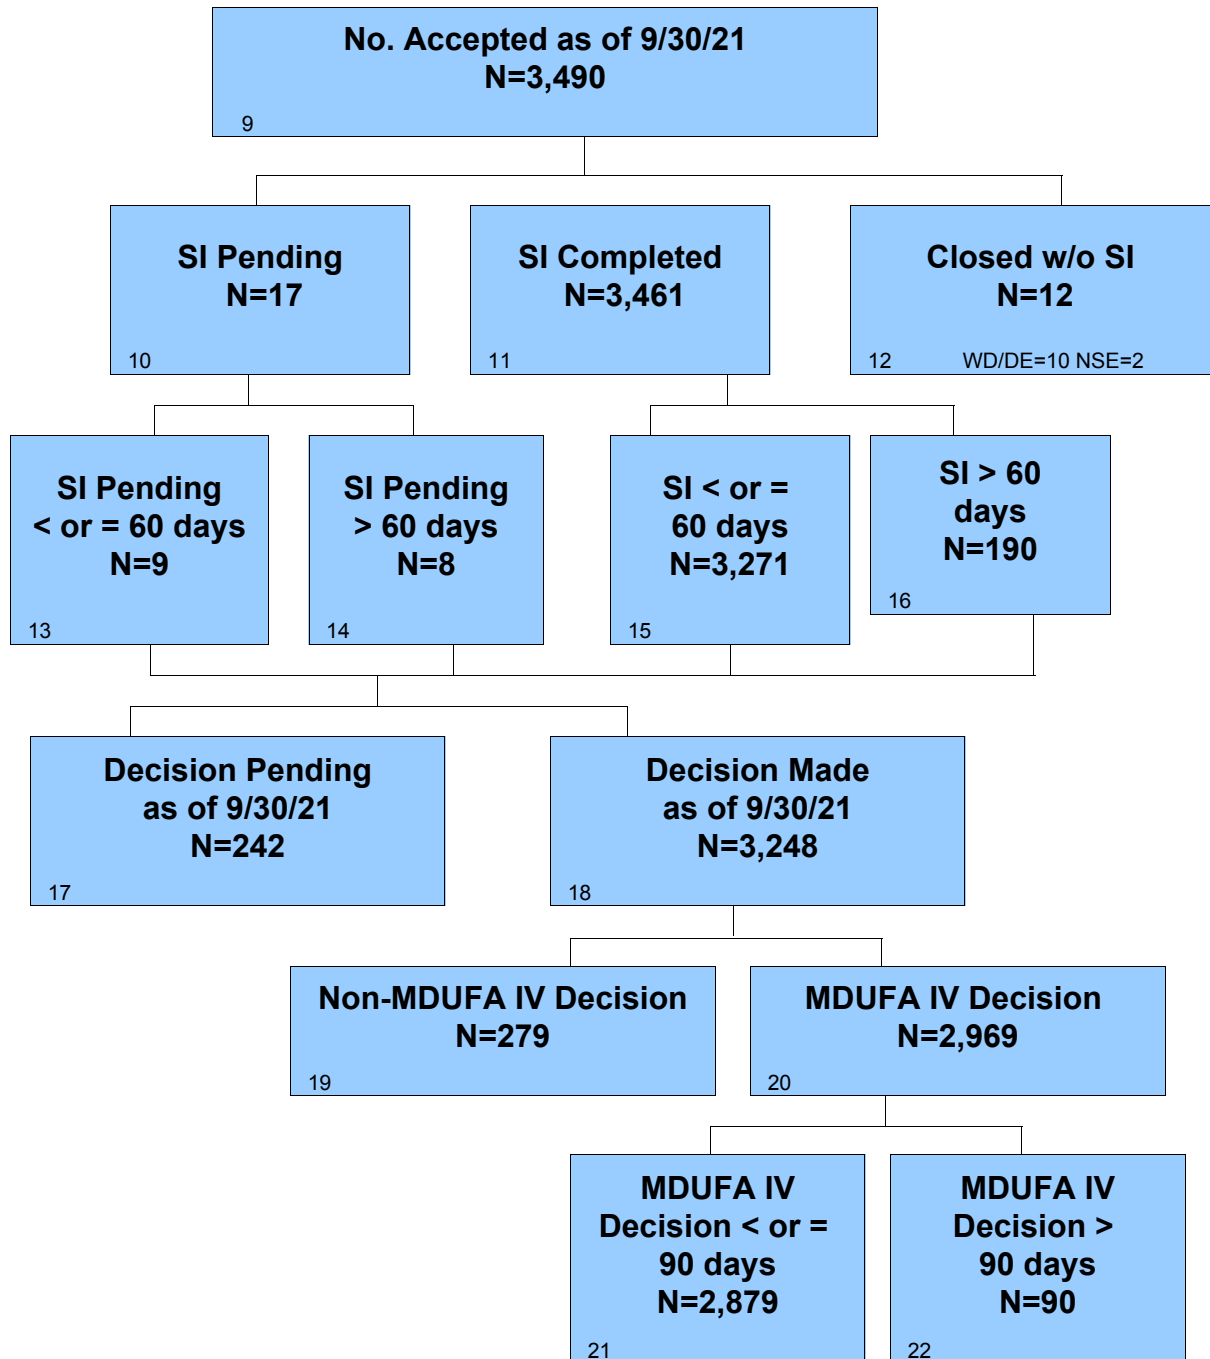 No. Accepted as of 9/30/21
N=3,490
9
SI Pending
N=17
10
SI Completed
N=3,461
11
Closed w/o SI
N=12
12 WD/DE=10 NSE=2
SI Pending
< or = 60 days
N=9
13
SI Pending
> 60 days
N=8
14
SI < or =
60 days
N=3,271
15
SI > 60
days
N=190
16
Decision Pending
as of 9/30/21
N=242
17
Decision Made
as of 9/30/21
N=3,248
18
Non-MDUFA IV Decision
N=279
19
MDUFA IV Decision
N=2,969
20
MDUFA IV
Decision < or =
90 days
N=2,879
21
MDUFA IV
Decision >
90 days
N=90
22